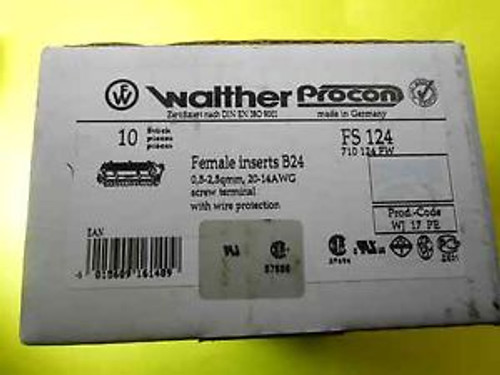 Walther Procon
Zertifiziert nach DIN EN ISO 9001
made in Germany
10 Stück
pieces
pièces
FS 124
710 124 FW
Female inserts B24
0,5-2,5qmm, 20-14AWG
screw terminal
with wire protection
Prod.-Code
WJ 17 PE
EAN